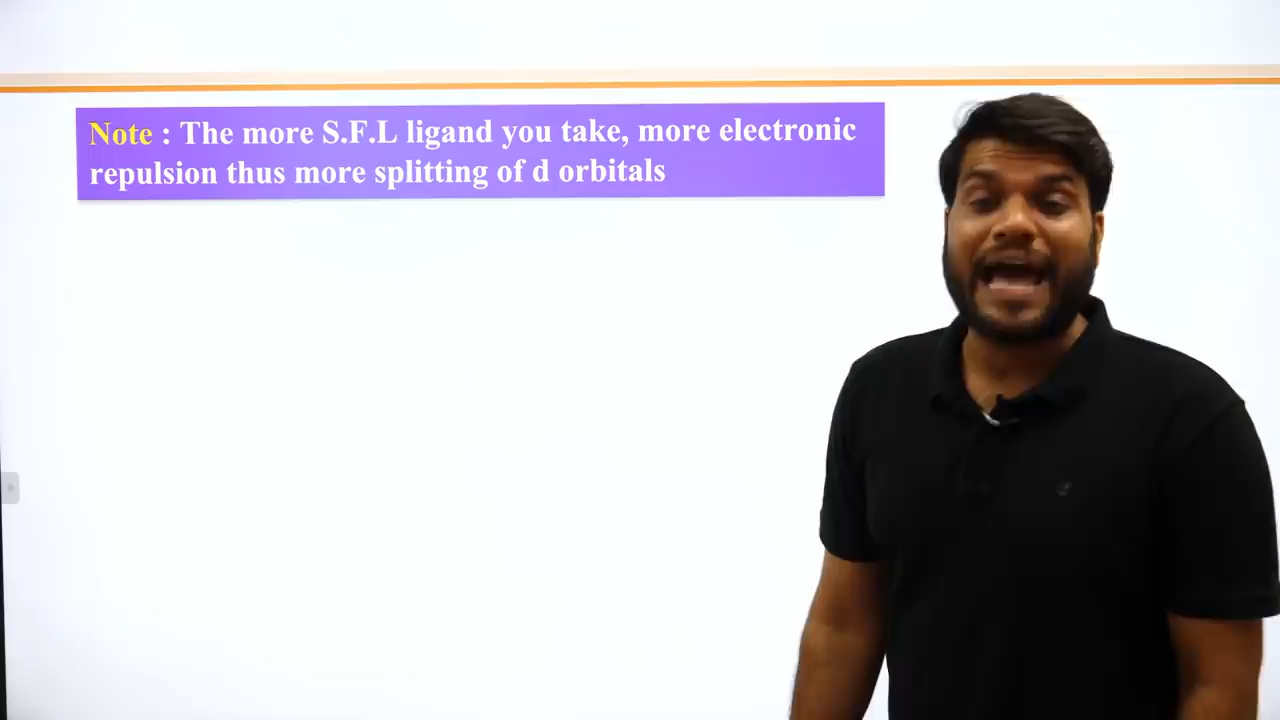 Note : The more S.F.L ligand you take, more electronic
repulsion thus more splitting of d orbitals